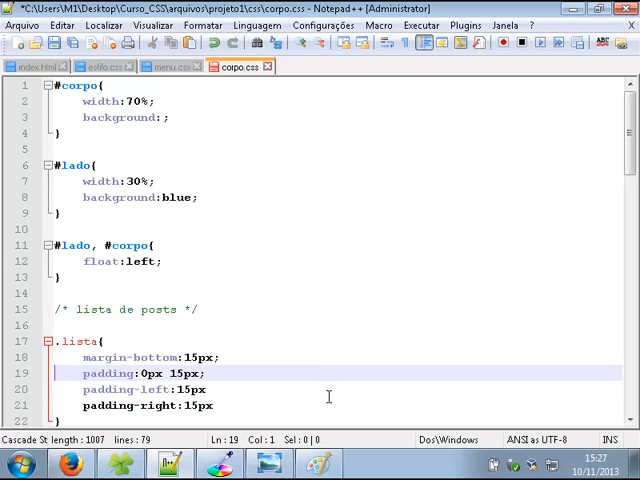 *C:\Users\M1\Desktop\Curso_CSS\arquivos\projeto1\css\corpo.css - Notepad++ [Administrator]
Arquivo Editar Localizar Visualizar Formatar Linguagem Configurações Macro Executar Plugins Janela ? X
index.html estilo.css menu.css corpo.css
1 #corpo{
2 width:70%;
3 background:;
4 }
5
6 #lado{
7 width:30%;
8 background:blue;
9 }
10
11 #lado, #corpo{
12 float:left;
13 }
14
15 /* lista de posts */
16
17 .lista{
18 margin-bottom:15px;
19 padding:0px 15px;
20 padding-left:15px
21 padding-right:15px
22 }
Cascade St length : 1007 lines : 79 Ln : 19 Col : 1 Sel : 0 | 0 Dos\Windows ANSI as UTF-8 INS
15:27
10/11/2013